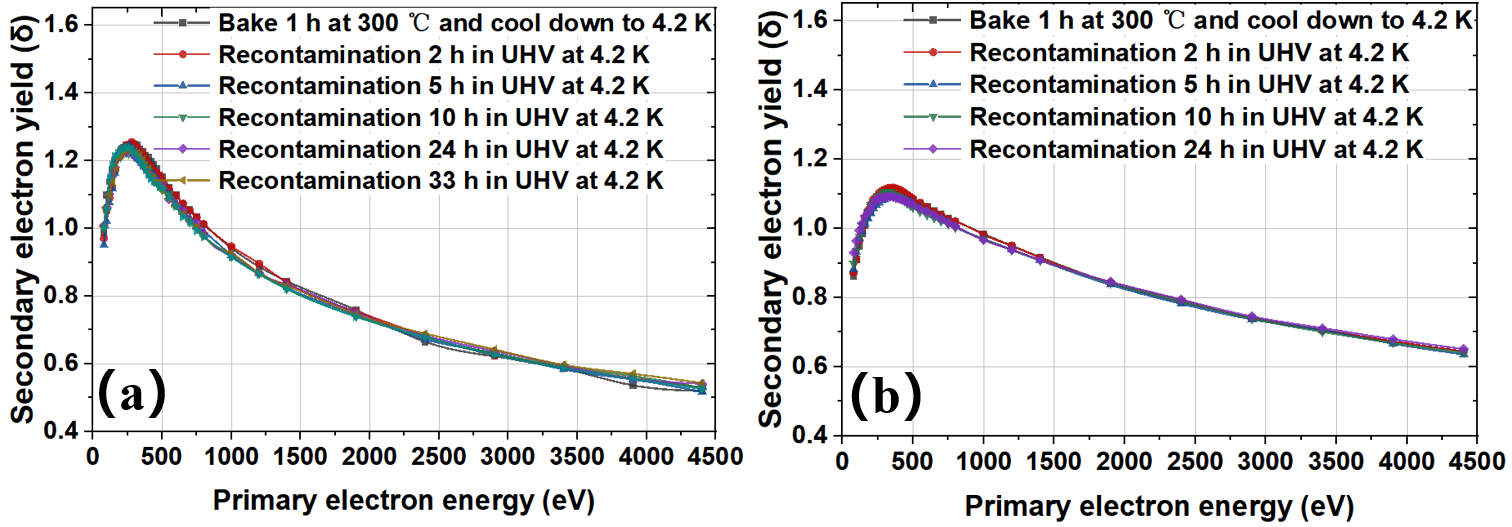 Secondary electron yield (δ)
1.6
1.4
1.2
1.0
0.8
0.6
0.4
Bake 1 h at 300 ℃ and cool down to 4.2 K
Recontamination 2 h in UHV at 4.2 K
Recontamination 5 h in UHV at 4.2 K
Recontamination 10 h in UHV at 4.2 K
Recontamination 24 h in UHV at 4.2 K
Recontamination 33 h in UHV at 4.2 K
(a)
0 500 1000 1500 2000 2500 3000 3500 4000 4500
Primary electron energy (eV)
Secondary electron yield (δ)
1.6
1.4
1.2
1.0
0.8
0.6
0.4
Bake 1 h at 300 ℃ and cool down to 4.2 K
Recontamination 2 h in UHV at 4.2 K
Recontamination 5 h in UHV at 4.2 K
Recontamination 10 h in UHV at 4.2 K
Recontamination 24 h in UHV at 4.2 K
(b)
0 500 1000 1500 2000 2500 3000 3500 4000 4500
Primary electron energy (eV)